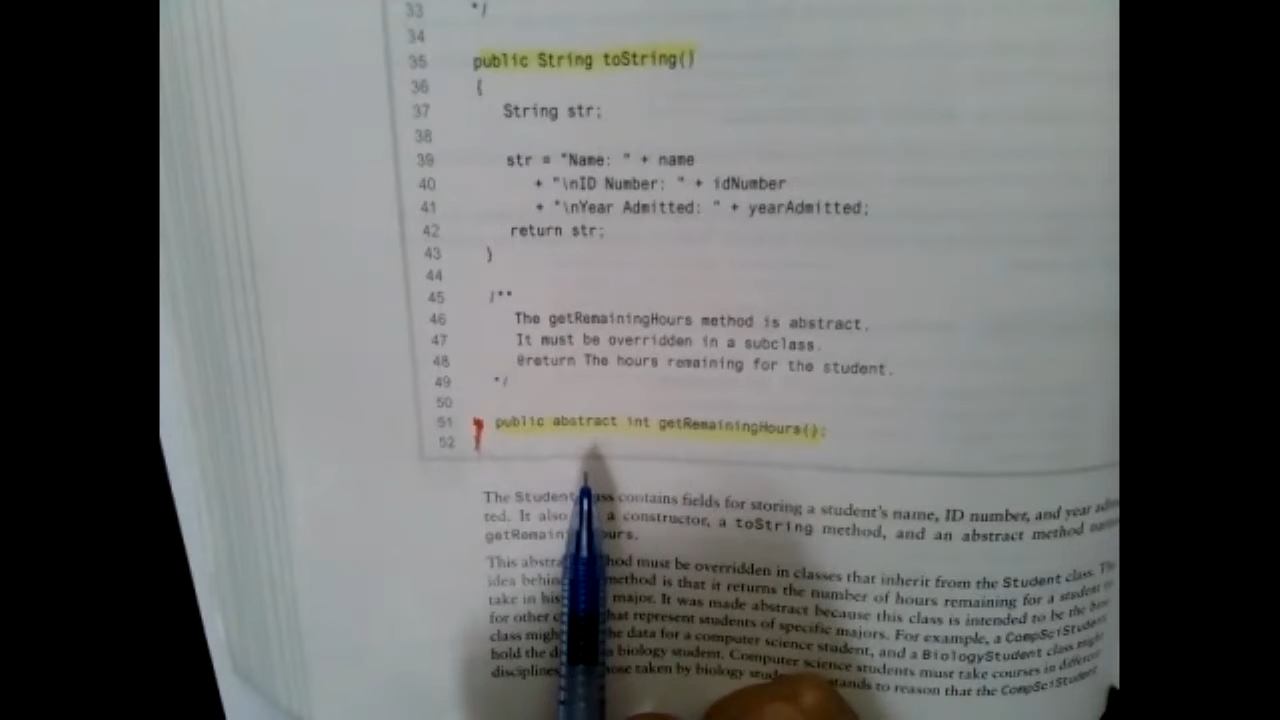 33 */
34
35 public String toString()
36 {
37 String str;
38
39 str = "Name: " + name
40 + "\nID Number: " + idNumber
41 + "\nYear Admitted: " + yearAdmitted;
42 return str;
43 }
44
45 /**
46 The getRemainingHours method is abstract.
47 It must be overridden in a subclass.
48 @return The hours remaining for the student.
49 */
50
51 public abstract int getRemainingHours();
52
The Student class contains fields for storing a student's name, ID number, and year
ted. It also a constructor, a toString method, and an abstract method
This must be overridden in classes that inherit from the Student class.
idea method is that it returns the number of hours remaining for a student
take in major. It was made abstract because this class is intended to be the
for other that represent students of specific majors. For example, a CompSciStudent
class data for a computer science student, and a BiologyStudent class might
hold the biology student. Computer science students must take courses in different
disciplines taken by biology stands to reason that the CompSciStudent